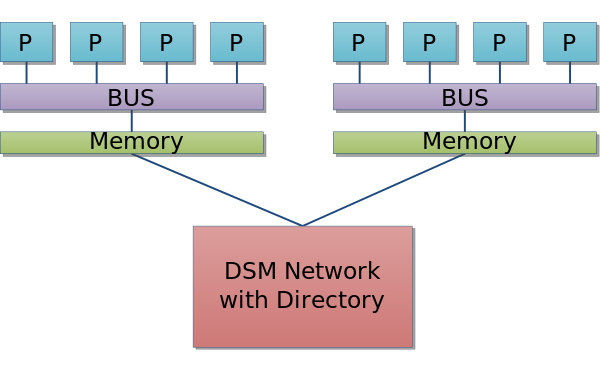 P P P P P P P P
BUS BUS
Memory Memory
DSM Network
with Directory